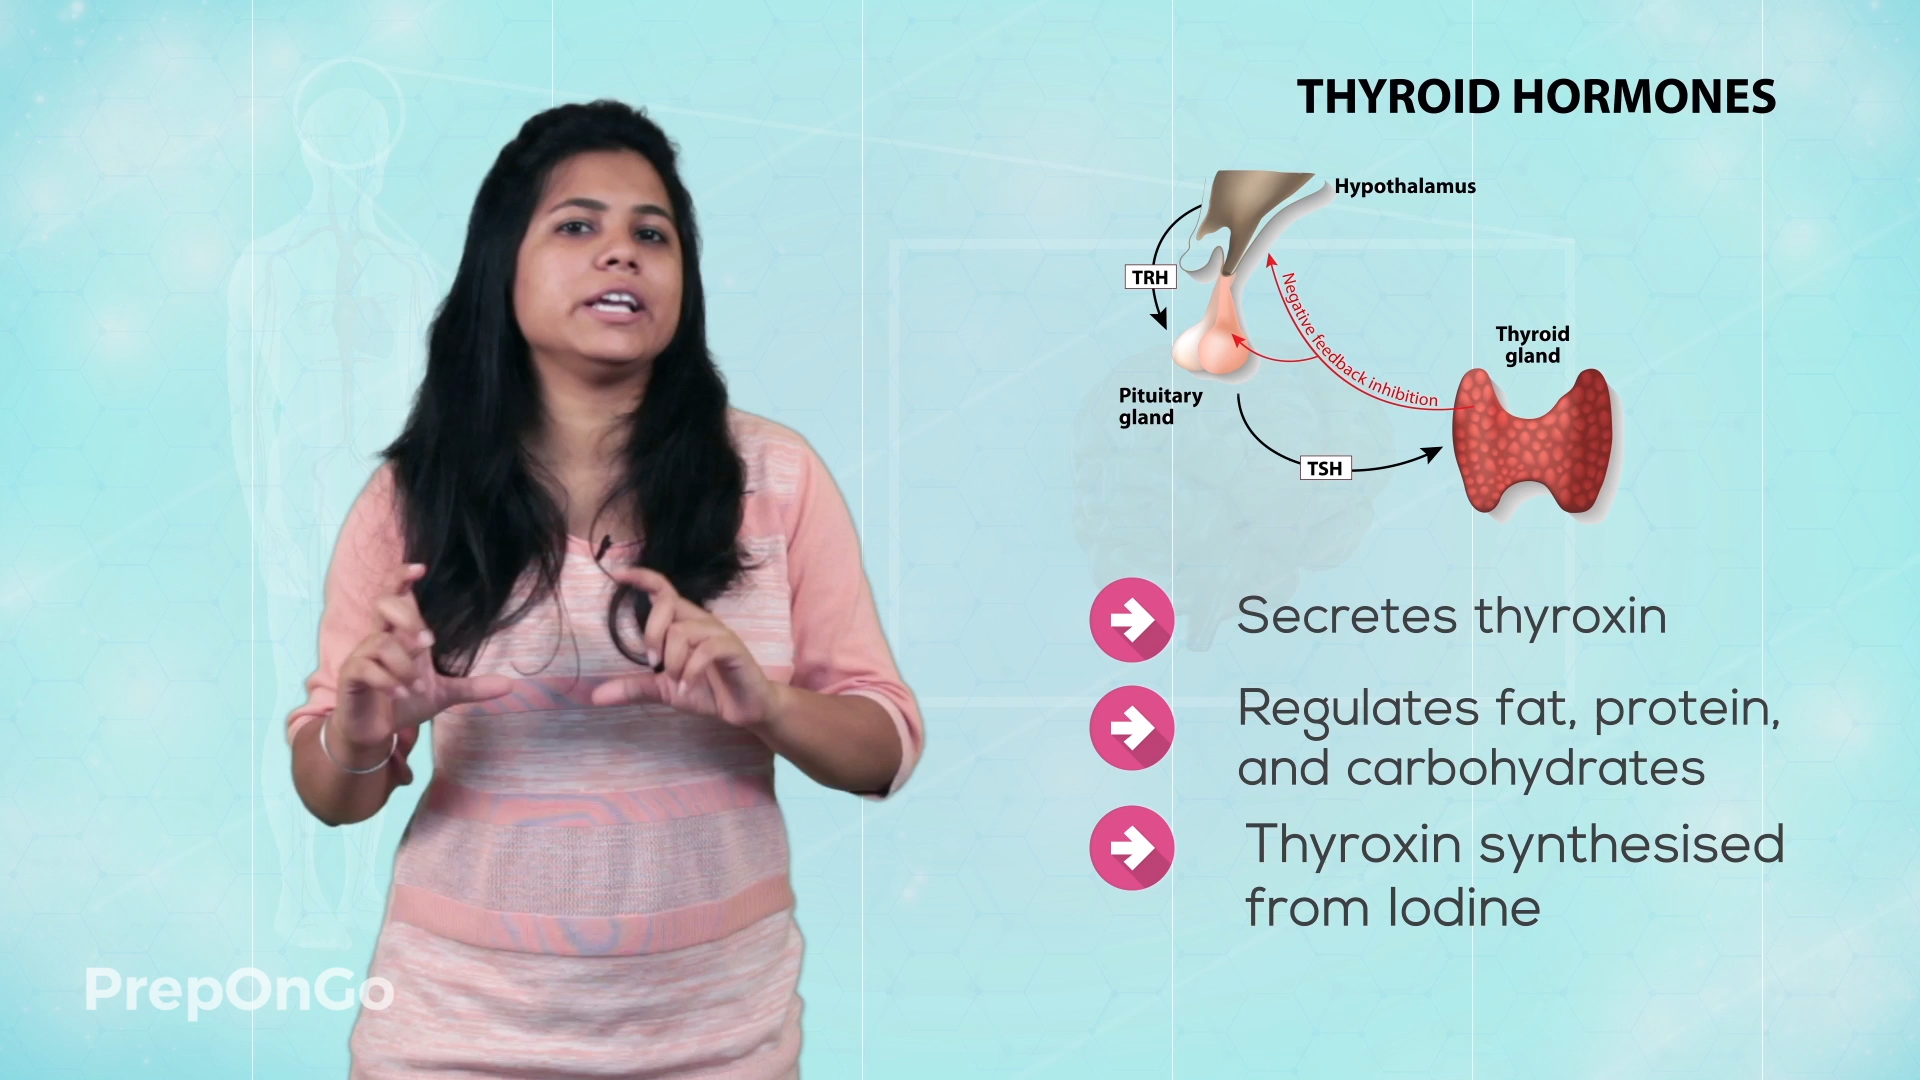 THYROID HORMONES
Hypothalamus
TRH
Negative feedback inhibition
Thyroid
gland
Pituitary
gland
TSH
Secretes thyroxin
Regulates fat, protein,
and carbohydrates
Thyroxin synthesised
from Iodine
PrepOnGo